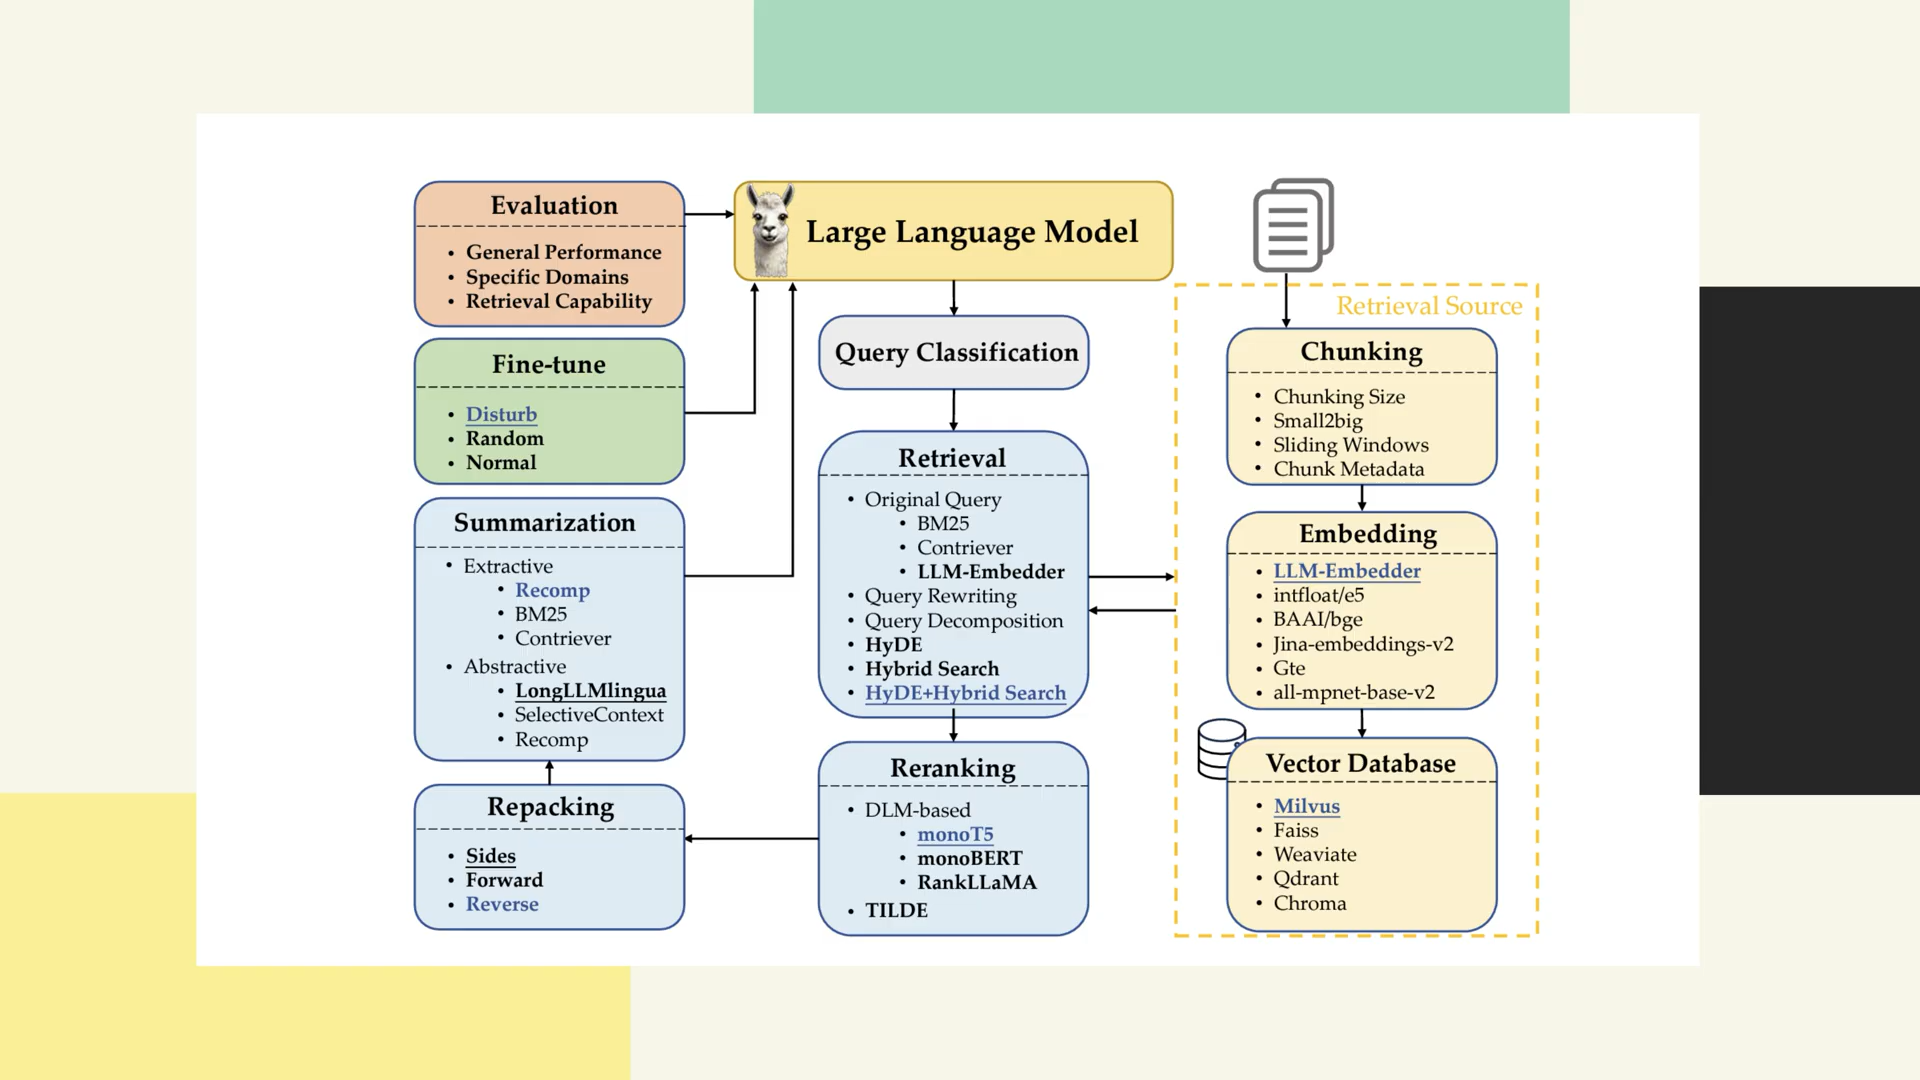 Evaluation
• General Performance
• Specific Domains
• Retrieval Capability
Fine-tune
• Disturb
• Random
• Normal
Summarization
• Extractive
• Recomp
• BM25
• Contriever
• Abstractive
• LongLLMlingua
• SelectiveContext
• Recomp
Repacking
• Sides
• Forward
• Reverse
Large Language Model
Query Classification
Retrieval
• Original Query
• BM25
• Contriever
• LLM-Embedder
• Query Rewriting
• Query Decomposition
• HyDE
• Hybrid Search
• HyDE+Hybrid Search
Reranking
• DLM-based
• monoT5
• monoBERT
• RankLLaMA
• TILDE
Retrieval Source
Chunking
• Chunking Size
• Small2big
• Sliding Windows
• Chunk Metadata
Embedding
• LLM-Embedder
• intfloat/e5
• BAAI/bge
• Jina-embeddings-v2
• Gte
• all-mpnet-base-v2
Vector Database
• Milvus
• Faiss
• Weaviate
• Qdrant
• Chroma